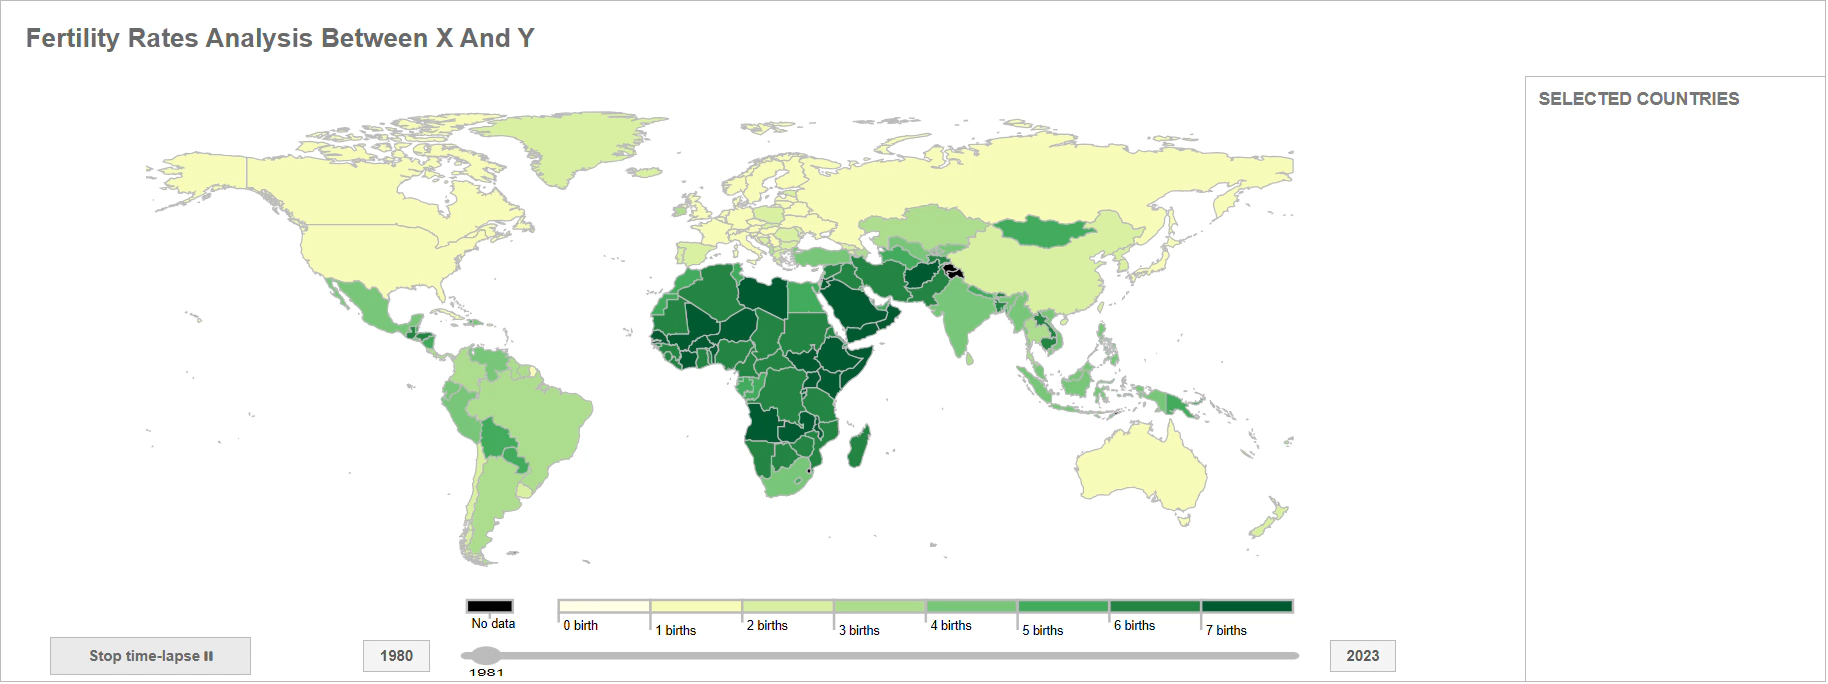 Fertility Rates Analysis Between X And Y
SELECTED COUNTRIES
No data
0 birth
1 births
2 births
3 births
4 births
5 births
6 births
7 births
Stop time-lapse
1980
1981
2023